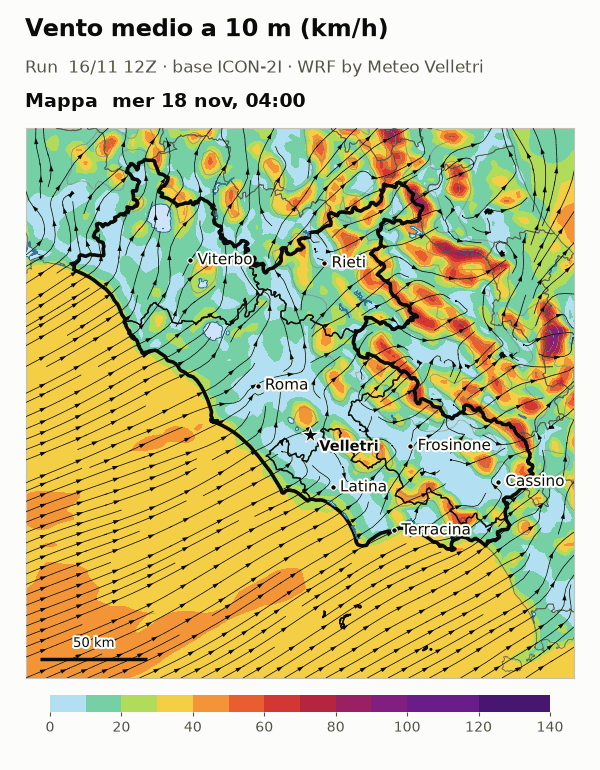 Vento medio a 10 m (km/h)
Run 16/11 12Z · base ICON-2I · WRF by Meteo Velletri
Mappa mer 18 nov, 04:00
Viterbo
Rieti
Roma
Velletri
Frosinone
Latina
Cassino
Terracina
50 km
0 20 40 60 80 100 120 140